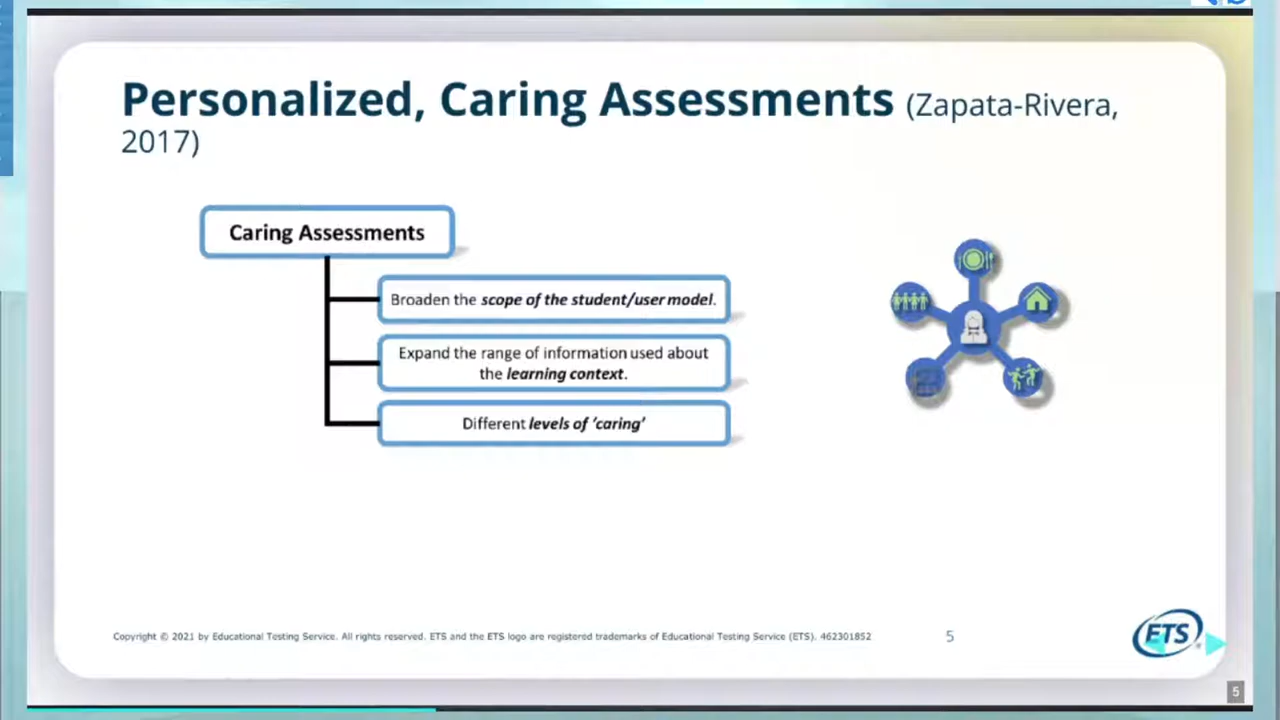 Personalized, Caring Assessments (Zapata-Rivera,
2017)
Caring Assessments
Broaden the scope of the student/user model.
Expand the range of information used about
the learning context.
Different levels of ‘caring’
Copyright © 2021 by Educational Testing Service. All rights reserved. ETS and the ETS logo are registered trademarks of Educational Testing Service (ETS). 462301852
5
ETS
5